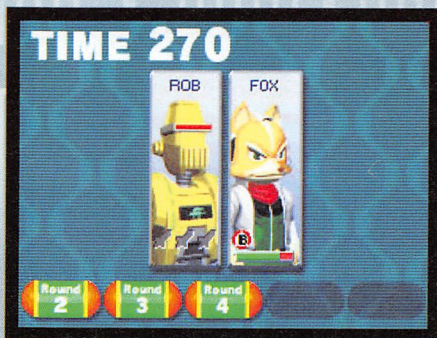 TIME 270
ROB FOX
B
Round Round Round
2 3 4